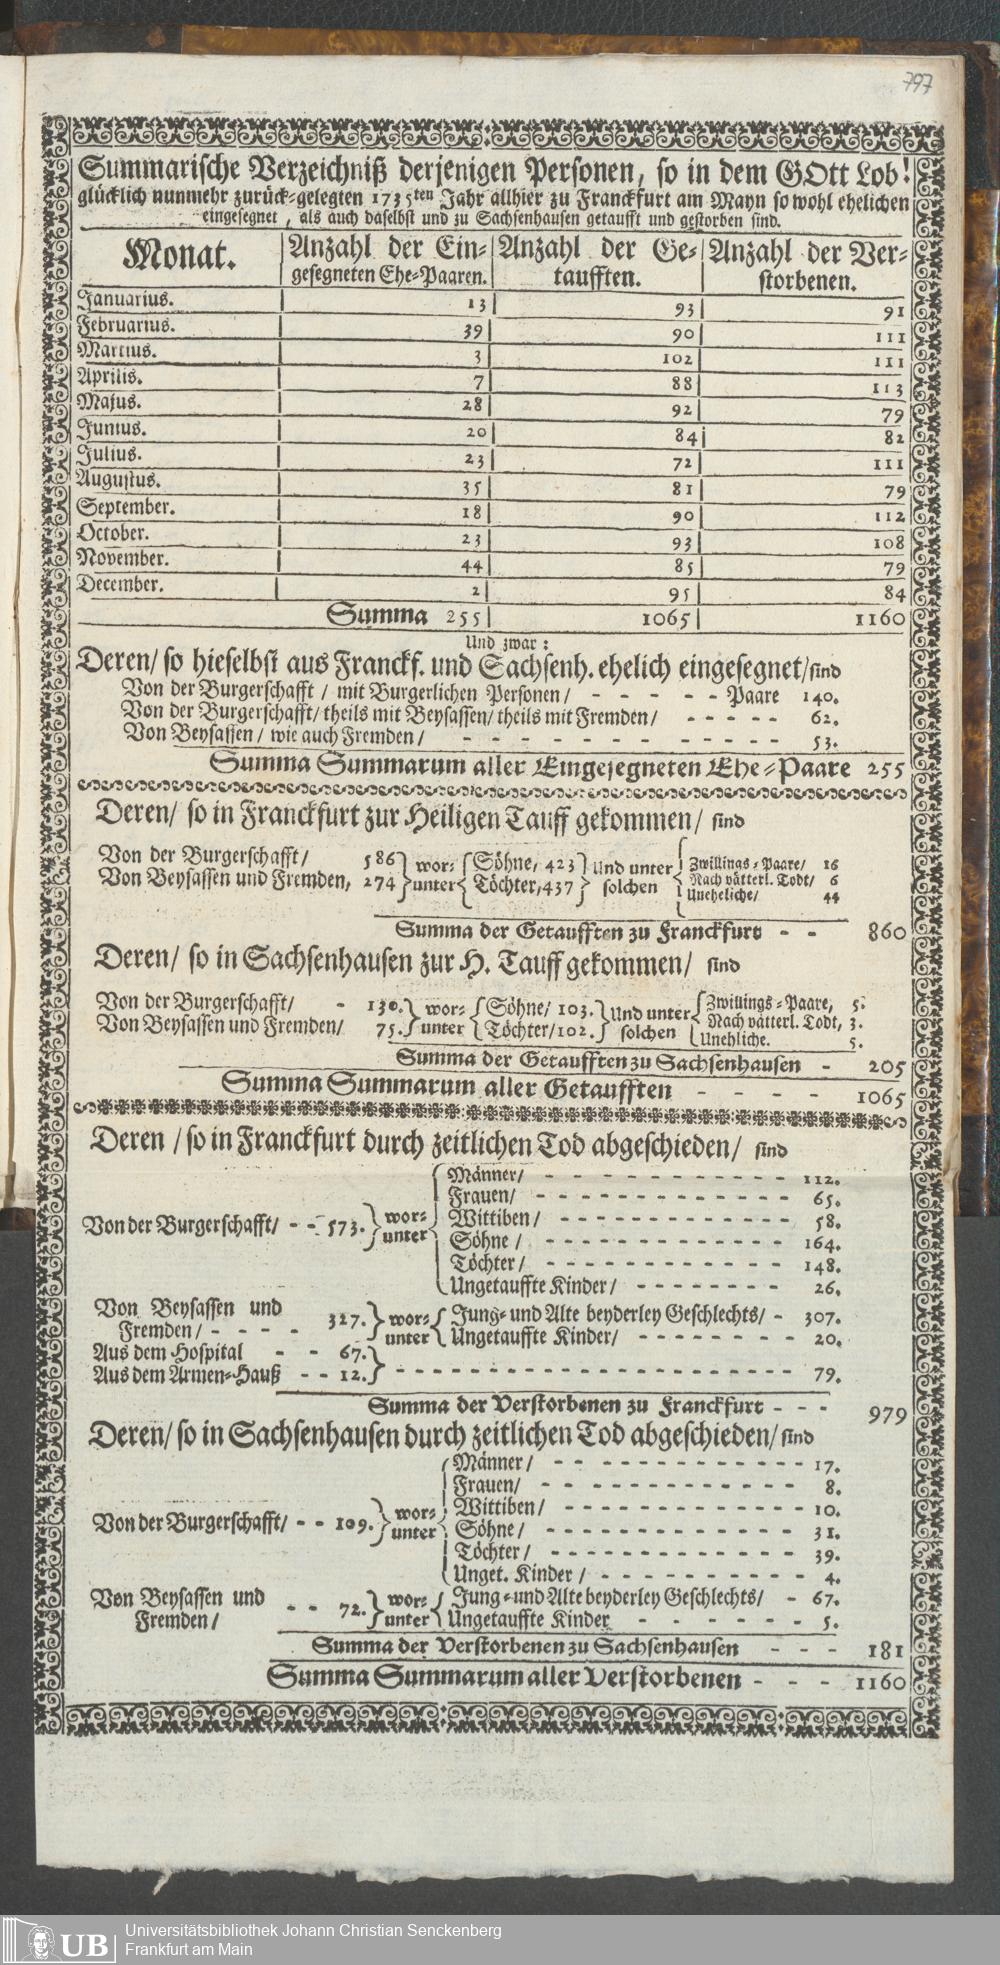 797
Summarische Verzeichniß derjenigen Personen, so in dem GOtt Lob!
glücklich nunmehr zurück-gelegten 1735ten Jahr allhier zu Franckfurt am Mayn so wohl ehelichen
eingesegnet, als auch daselbst und zu Sachsenhausen getaufft und gestorben sind.
Monat. Anzahl der Ein- Anzahl der Ge- Anzahl der Ver-
gesegneten Ehe-Paaren. taufften. storbenen.
Januarius. 13 93 91
Februarius. 39 90 111
Martius. 3 102 111
Aprilis. 7 88 113
Majus. 28 92 79
Junius. 20 84 82
Julius. 23 72 111
Augustus. 35 81 79
September. 18 90 112
October. 23 93 108
November. 44 85 79
December. 2 95 84
Summa 255 1065 1160
Und zwar:
Deren/ so hieselbst aus Franckf. und Sachsenh. ehelich eingesegnet/ sind
Von der Burgerschafft / mit Burgerlichen Personen / - - - - - Paare 140.
Von der Burgerschafft/ theils mit Beysassen/ theils mit Fremden / - - - - - 62.
Von Beysassen / wie auch Fremden / - - - - - - - - - - - - 53.
Summa Summarum aller Eingesegneten Ehe-Paare 255
Deren/ so in Franckfurt zur Heiligen Tauff gekommen/ sind
Von der Burgerschafft/ 586 wor- Söhne, 423 Und unter Zwillings-Paare/ 16
Von Beysassen und Fremden, 274 unter Töchter, 437 solchen Nach vätterl. Todt/ 6
Uneheliche/ 44
Summa der Getaufften zu Franckfurt - - 860
Deren/ so in Sachsenhausen zur H. Tauff gekommen/ sind
Von der Burgerschafft/ - 130. wor- Söhne/ 103. Und unter Zwillings-Paare, 5.
Von Beysassen und Fremden/ 75. unter Töchter/ 102. solchen Nach vätterl. Todt, 3.
Unehliche. 5.
Summa der Getaufften zu Sachsenhausen - 205
Summa Summarum aller Getaufften - - - - 1065
Deren / so in Franckfurt durch zeitlichen Tod abgeschieden/ sind
Männer/ - - - - - - - - - - - - 112.
Frauen/ - - - - - - - - - - - - 65.
Von der Burgerschafft/ - - 573. wor- Wittiben / - - - - - - - - - - - 58.
unter Söhne / - - - - - - - - - - - - 164.
Töchter / - - - - - - - - - - - - 148.
Ungetauffte Kinder / - - - - - - - - 26.
Von Beysassen und
Fremden / - - - - 327. wor- Jung- und Alte beyderley Geschlechts/ - 307.
unter Ungetauffte Kinder/ - - - - - - - - 20.
Aus dem Hospital - - 67.
Aus dem Armen-Hauß - - 12. - - - - - - - - - - - - - - - - - - 79.
Summa der Verstorbenen zu Franckfurt - - - 979
Deren/ so in Sachsenhausen durch zeitlichen Tod abgeschieden/ sind
Männer / - - - - - - - - - - - - 17.
Frauen/ - - - - - - - - - - - - 8.
Von der Burgerschafft/ - - 109. wor- Wittiben / - - - - - - - - - - - 10.
unter Söhne / - - - - - - - - - - - - 31.
Töchter / - - - - - - - - - - - - 39.
Unget. Kinder / - - - - - - - - - - 4.
Von Beysassen und
Fremden / - - 72. wor- Jung- und Alte beyderley Geschlechts/ - 67.
unter Ungetauffte Kinder - - - - - - 5.
Summa der Verstorbenen zu Sachsenhausen - - - 181
Summa Summarum aller Verstorbenen - - - 1160
UB Universitätsbibliothek Johann Christian Senckenberg
Frankfurt am Main